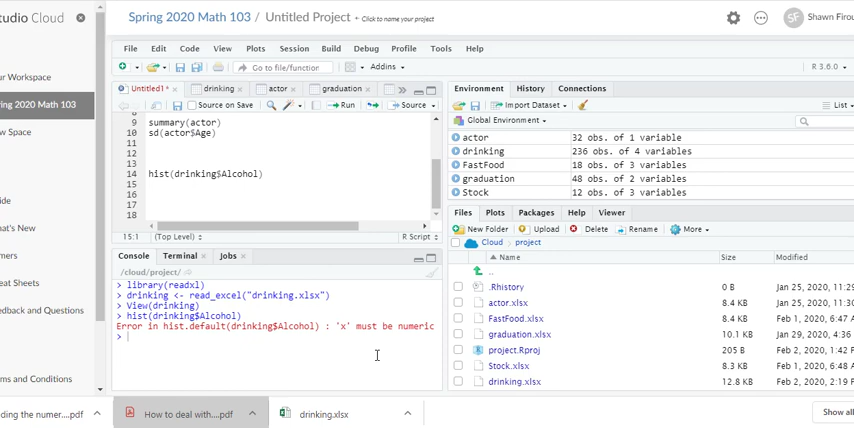 studio Cloud
ur Workspace
ring 2020 Math 103
w Space
ide
hat's New
mers
eat Sheets
edback and Questions
rms and Conditions
Spring 2020 Math 103 / Untitled Project
Click to name your project
SF Shawn Firou
File Edit Code View Plots Session Build Debug Profile Tools Help
Go to file/function Addins
R 3.6.0
Untitled1* drinking actor graduation
Source on Save Run Source
8
9 summary(actor)
10 sd(actor$Age)
11
12
13
14 hist(drinking$Alcohol)
15
16
17
18
15:1 (Top Level) R Script
Console Terminal Jobs
/cloud/project/
> library(readxl)
> drinking <- read_excel("drinking.xlsx")
> View(drinking)
> hist(drinking$Alcohol)
Error in hist.default(drinking$Alcohol) : 'x' must be numeric
>
Environment History Connections
Import Dataset List
Global Environment
actor 32 obs. of 1 variable
drinking 236 obs. of 4 variables
FastFood 18 obs. of 3 variables
graduation 48 obs. of 2 variables
Stock 12 obs. of 3 variables
Files Plots Packages Help Viewer
New Folder Upload Delete Rename More
Cloud project
Name Size Modified
..
.Rhistory 0 B Jan 25, 2020, 11:29
actor.xlsx 8.4 KB Jan 25, 2020, 11:
FastFood.xlsx 8.4 KB Feb 1, 2020, 6:47 A
graduation.xlsx 10.1 KB Jan 29, 2020, 4:36
project.Rproj 205 B Feb 2, 2020, 1:42 P
Stock.xlsx 8.3 KB Feb 1, 2020, 6:48 A
drinking.xlsx 12.8 KB Feb 2, 2020, 2:19 P
ding the numer....pdf
How to deal with....pdf
drinking.xlsx
Show all